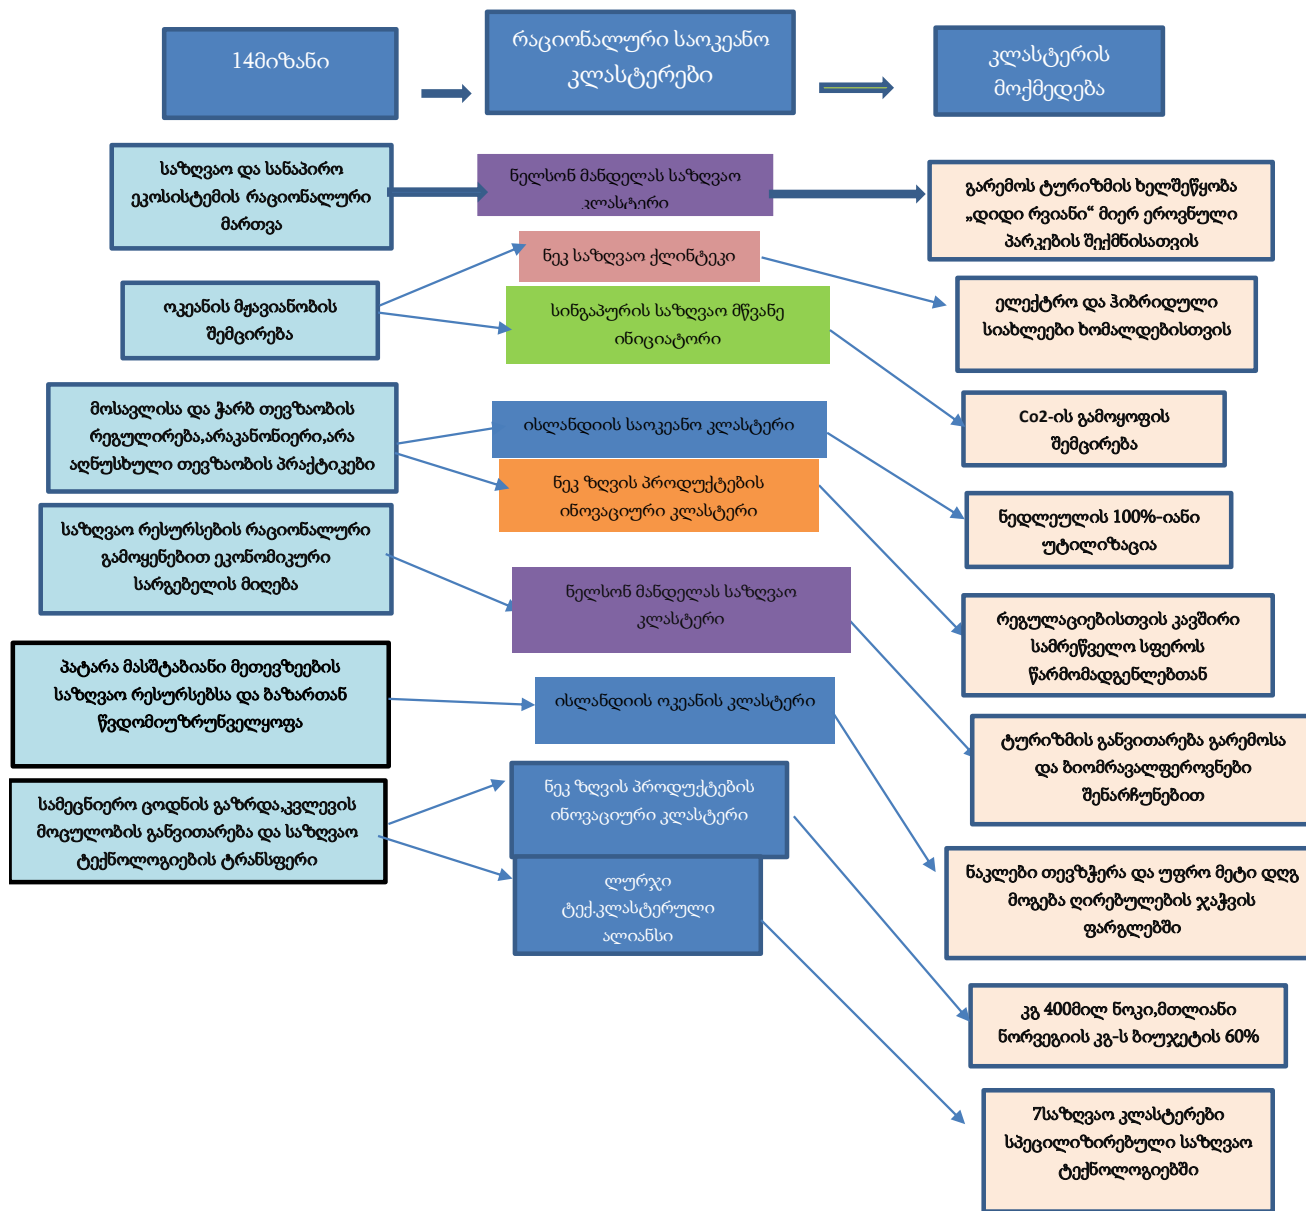 14მიზანი
რაციონალური საოკეანო
კლასტერები
კლასტერის
მოქმედება
საზღვაო და სანაპირო
ეკოსისტემის რაციონალური
მართვა
ნელსონ მანდელას საზღვაო
კლასტერი
გარემოს ტურიზმის ხელშეწყობა
„დიდი რვიანი“ მიერ ეროვნული
პარკების შექმნისათვის
ოკეანის მჟავიანობის
შემცირება
ნეკ საზღვაო ქლინტეკი
სინგაპურის საზღვაო მწვანე
ინიციატორი
ელექტრო და ჰიბრიდული
სიახლეები ხომალდებისთვის
Co2-ის გამოყოფის
შემცირება
მოსავლისა და ჭარბ თევზაობის
რეგულირება,არაკანონიერი,არა
აღნუსხული თევზაობის პრაქტიკები
ისლანდიის საოკეანო კლასტერი
ნეკ ზღვის პროდუქტების
ინოვაციური კლასტერი
ნედლეულის 100%-იანი
უტილიზაცია
რეგულაციებისთვის კავშირი
სამრეწველო სფეროს
წარმომადგენლებთან
საზღვაო რესურსების რაციონალური
გამოყენებით ეკონომიკური
სარგებელის მიღება
ნელსონ მანდელას საზღვაო
კლასტერი
ტურიზმის განვითარება გარემოსა
და ბიომრავალფეროვნები
შენარჩუნებით
პატარა მასშტაბიანი მეთევზეების
საზღვაო რესურსებსა და ბაზართან
წვდომიუზრუნველყოფა
ისლანდიის ოკეანის კლასტერი
ნაკლები თევზჭერა და უფრო მეტი დღგ
მოგება ღირებულების ჯაჭვის
ფარგლებში
სამეცნიერო ცოდნის გაზრდა,კვლევის
მოცულობის განვითარება და საზღვაო
ტექნოლოგიების ტრანსფერი
ნეკ ზღვის პროდუქტების
ინოვაციური კლასტერი
ლურჯი
ტექ.კლასტერული
ალიანსი
კგ 400მილ ნოკი,მთლიანი
ნორვეგიის კგ-ს ბიუჯეტის 60%
7საზღვაო კლასტერები
სპეცილიზირებული საზღვაო
ტექნოლოგიებში